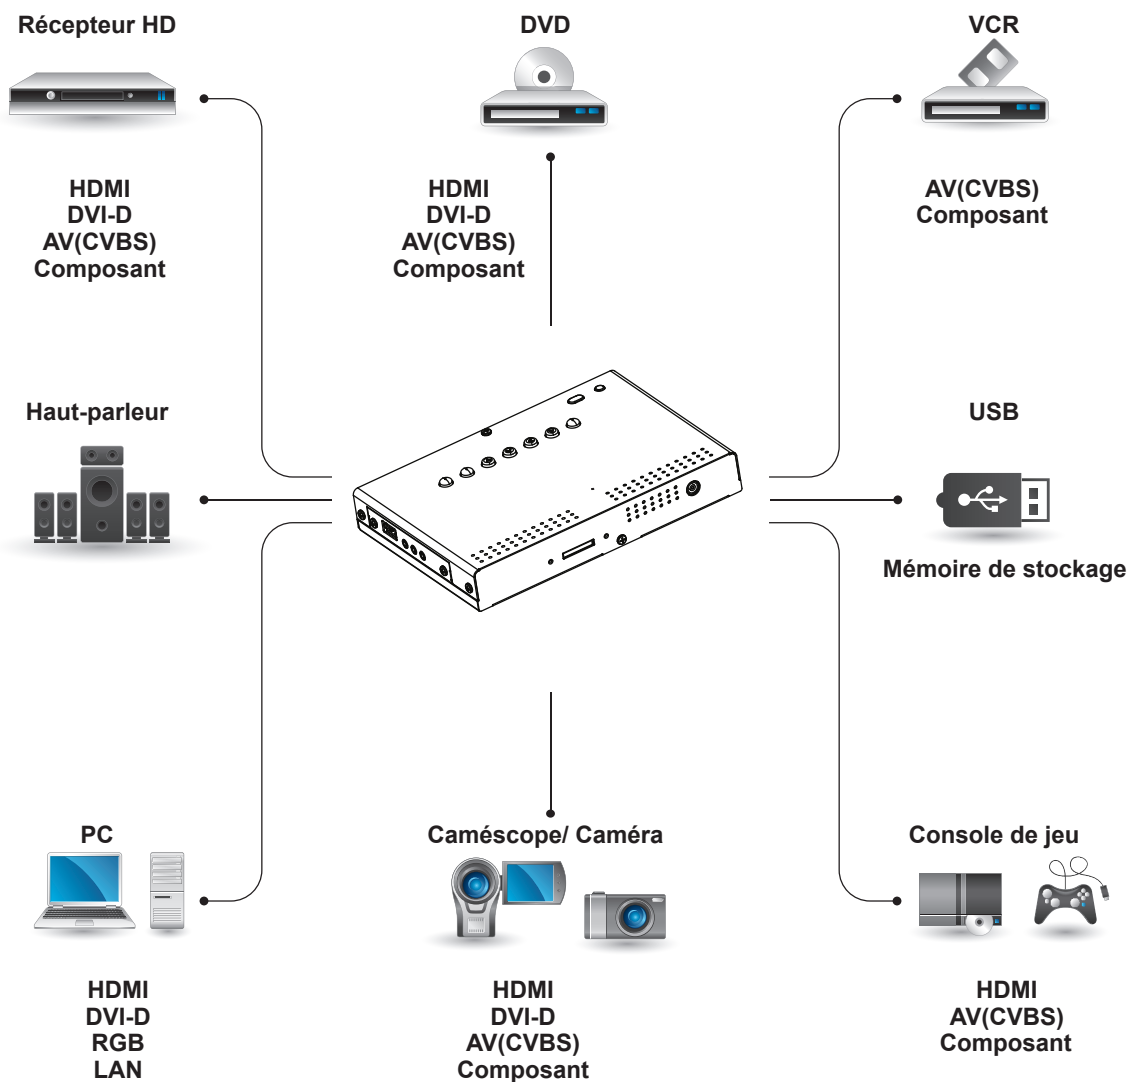 Récepteur HD
HDMI
DVI-D
AV(CVBS)
Composant
DVD
HDMI
DVI-D
AV(CVBS)
Composant
VCR
AV(CVBS)
Composant
Haut-parleur
USB
Mémoire de stockage
PC
HDMI
DVI-D
RGB
LAN
Caméscope/ Caméra
HDMI
DVI-D
AV(CVBS)
Composant
Console de jeu
HDMI
AV(CVBS)
Composant